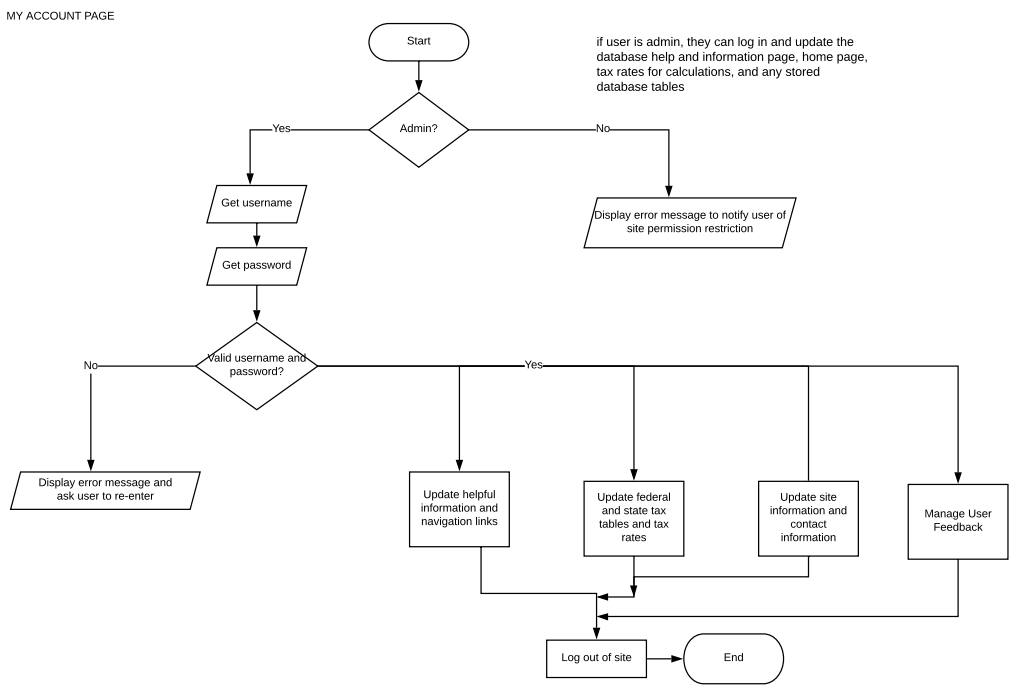 MY ACCOUNT PAGE
Start
if user is admin, they can log in and update the
database help and information page, home page,
tax rates for calculations, and any stored
database tables
Admin?
Yes
No
Get username
Display error message to notify user of
site permission restriction
Get password
Valid username and
password?
No
Yes
Display error message and
ask user to re-enter
Update helpful
information and
navigation links
Update federal
and state tax
tables and tax
rates
Update site
information and
contact
information
Manage User
Feedback
Log out of site
End